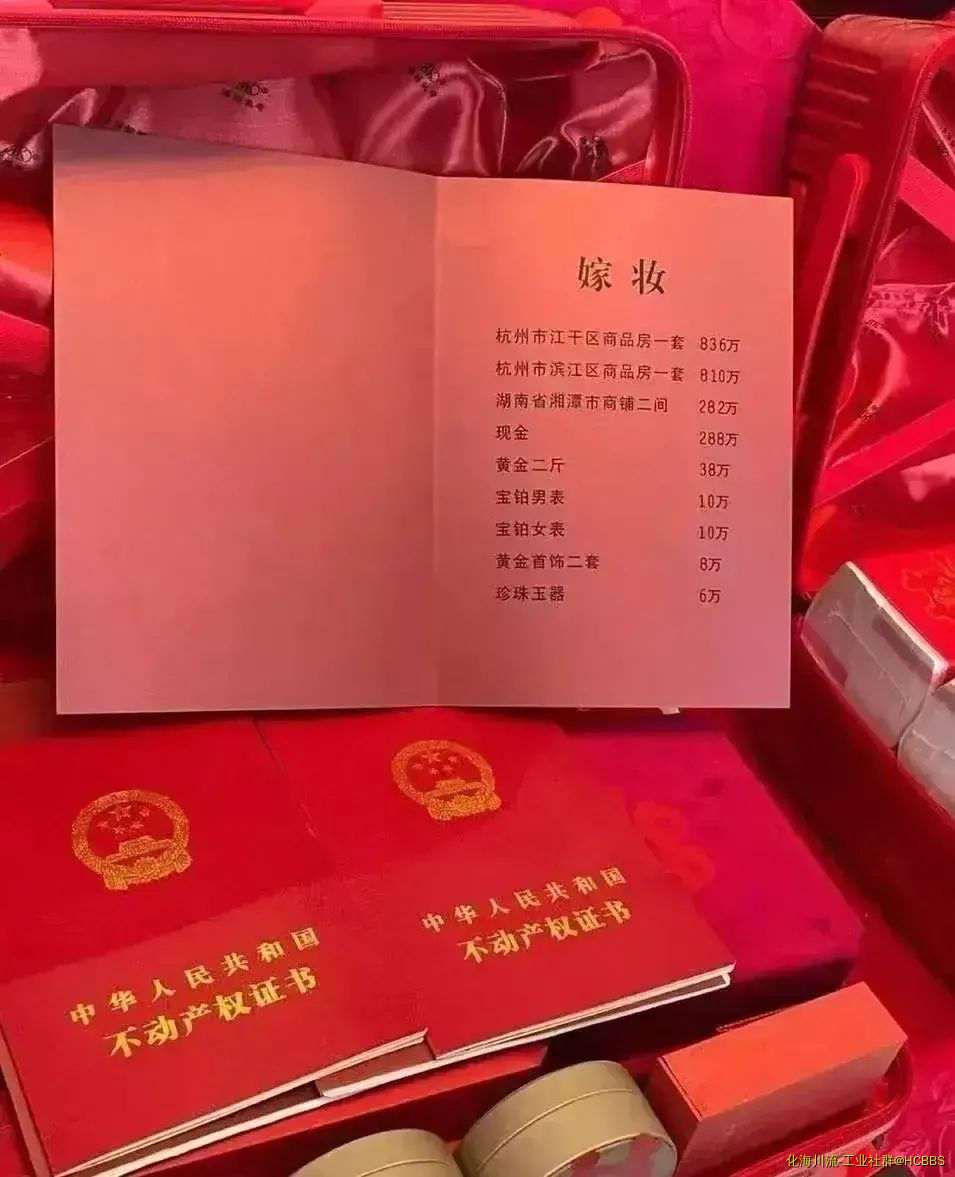 嫁妆
杭州市江干区商品房一套 836万
杭州市滨江区商品房一套 810万
湖南省湘潭市商铺二间 282万
现金 288万
黄金二斤 38万
宝铂男表 10万
宝铂女表 10万
黄金首饰二套 8万
珍珠玉器 6万
中华人民共和国
不动产权证书
中华人民共和国
不动产权证书
化海川流-工业社群@HCBBS